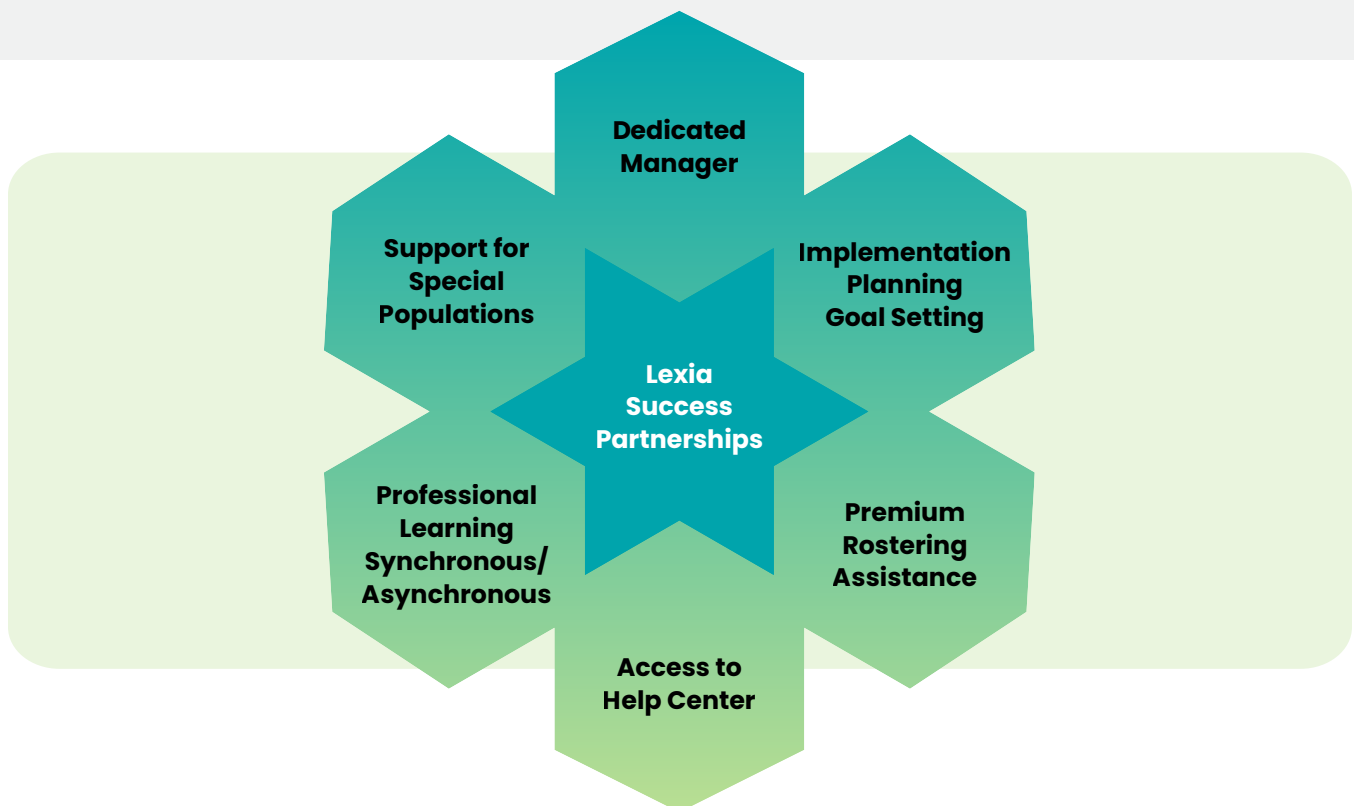 Dedicated
Manager
Support for
Special
Populations
Implementation
Planning
Goal Setting
Lexia
Success
Partnerships
Professional
Learning
Synchronous/
Asynchronous
Premium
Rostering
Assistance
Access to
Help Center